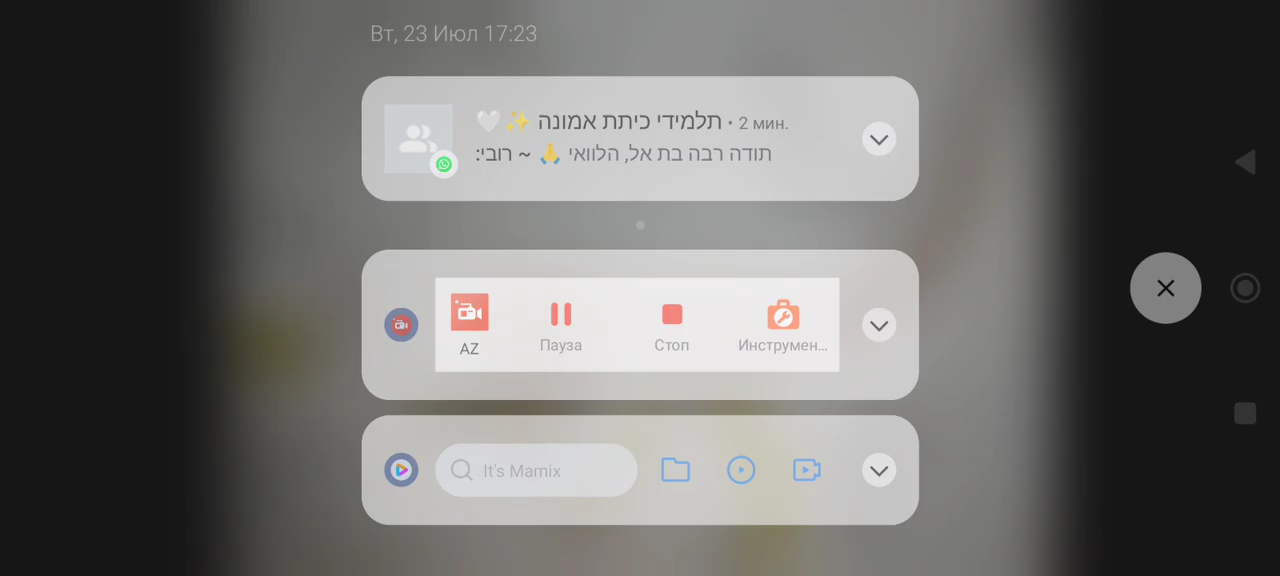 Вт, 23 Июл 17:23
🤍 ✨ תלמידי כיתת אמונה • 2 мин.
תודה רבה בת אל, הלוואי 🙏 ~ רובי:
AZ
Пауза
Стоп
Инструмен...
It's Mamix